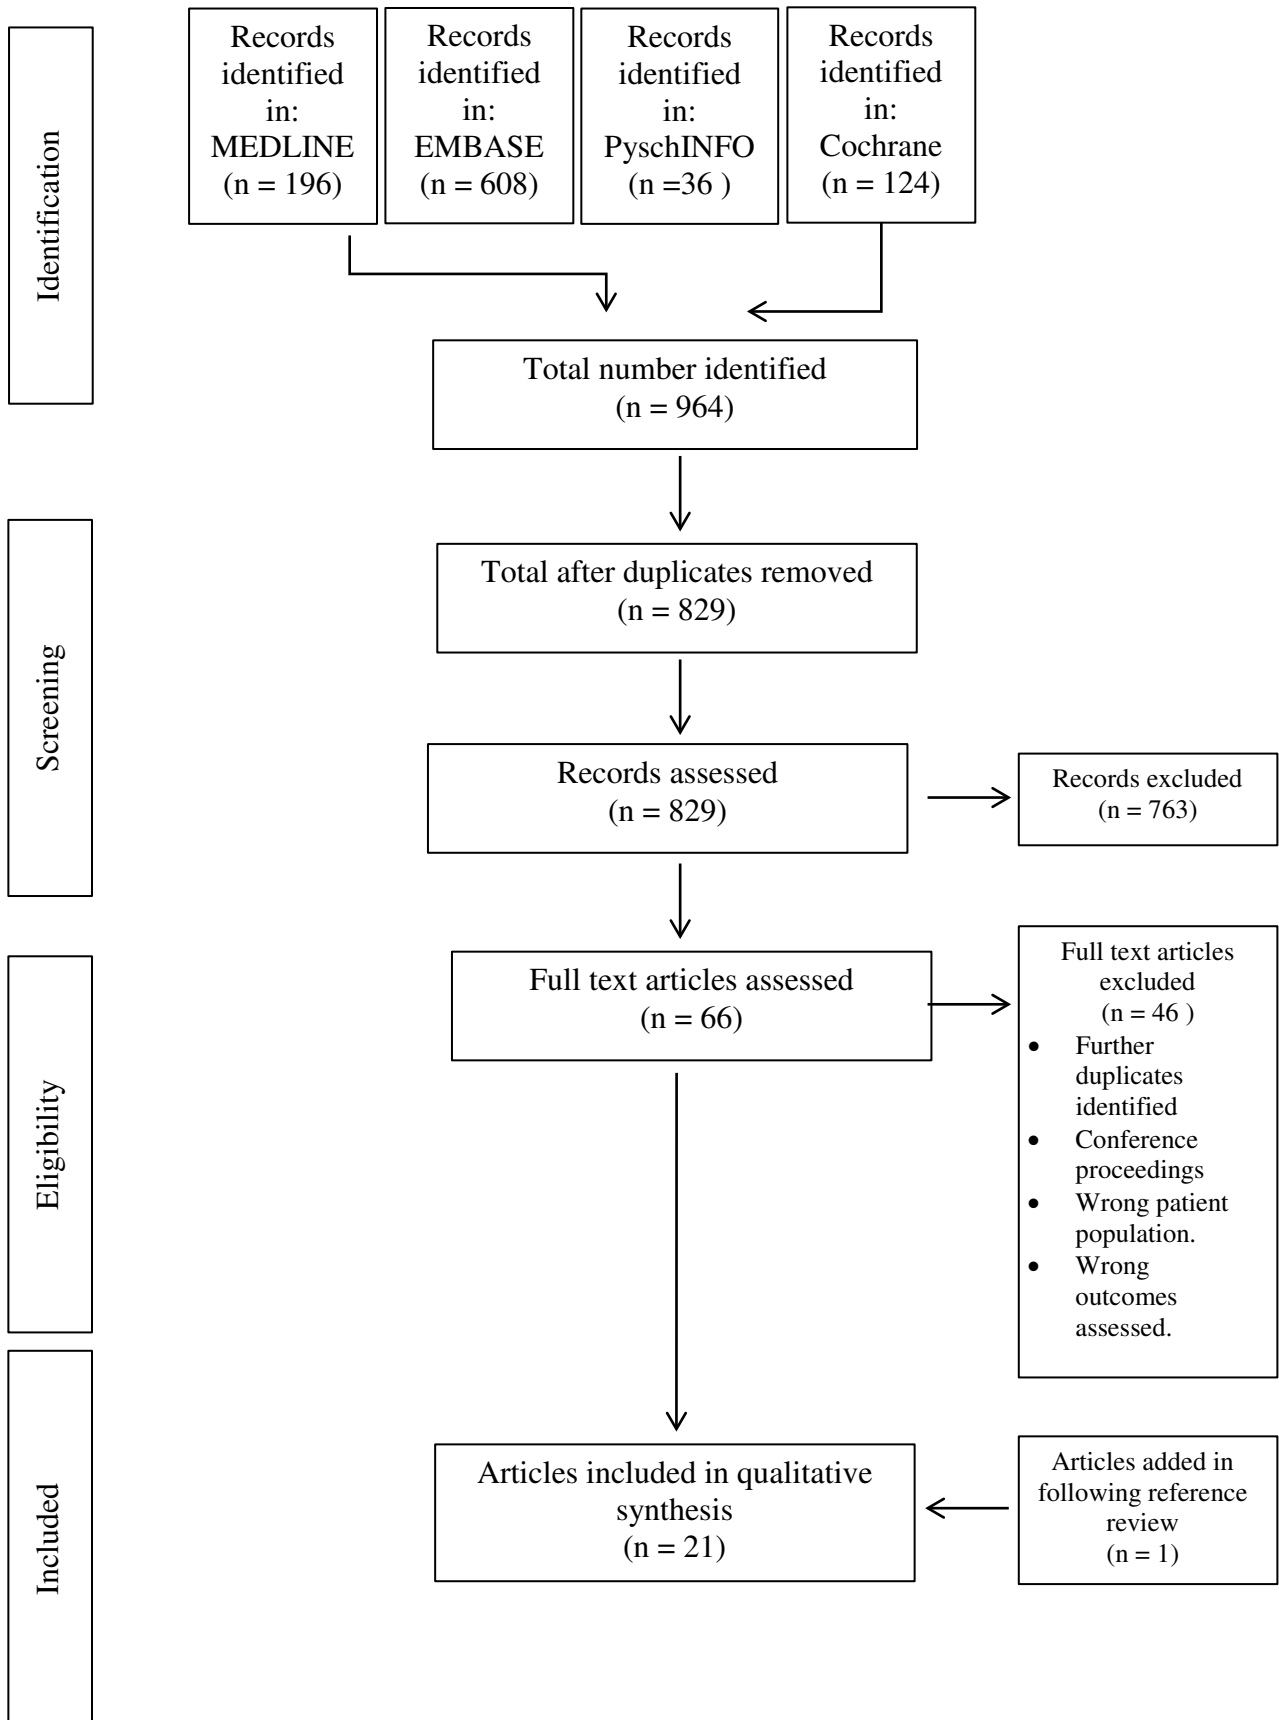 Identification
Records
identified
in:
MEDLINE
(n = 196)
Records
identified
in:
EMBASE
(n = 608)
Records
identified
in:
PyschINFO
(n =36 )
Records
identified
in:
Cochrane
(n = 124)
Total number identified
(n = 964)
Screening
Total after duplicates removed
(n = 829)
Records assessed
(n = 829)
Records excluded
(n = 763)
Eligibility
Full text articles assessed
(n = 66)
Full text articles
excluded
(n = 46 )
• Further
duplicates
identified
• Conference
proceedings
• Wrong patient
population.
• Wrong
outcomes
assessed.
Included
Articles included in qualitative
synthesis
(n = 21)
Articles added in
following reference
review
(n = 1)